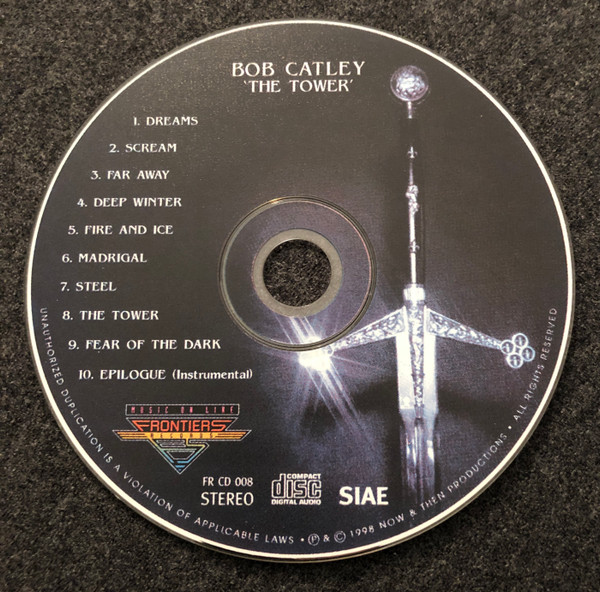 BOB CATLEY
'THE TOWER'
1. DREAMS
2. SCREAM
3. FAR AWAY
4. DEEP WINTER
5. FIRE AND ICE
6. MADRIGAL
7. STEEL
8. THE TOWER
9. FEAR OF THE DARK
10. EPILOGUE (Instrumental)
MUSIC ON LINE
FRONTIERS
RECORDS
FR CD 008
STEREO
COMPACT
disc
DIGITAL AUDIO
SIAE
UNAUTHORIZED DUPLICATION IS A VIOLATION OF APPLICABLE LAWS • ℗ & © 1998 NOW & THEN PRODUCTIONS • ALL RIGHTS RESERVED